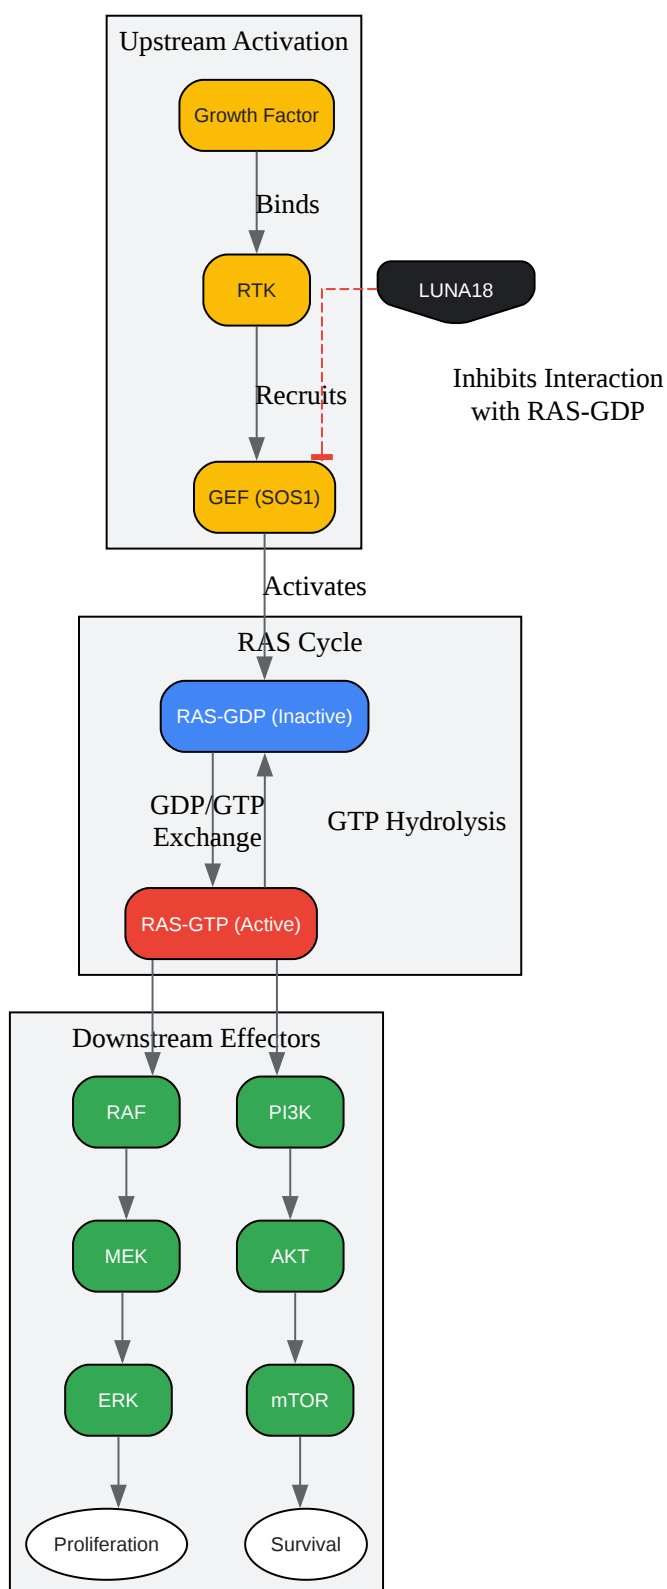 Upstream Activation
Growth Factor
Binds
RTK
LUNA18
Recruits
Inhibits Interaction
with RAS-GDP
GEF (SOS1)
Activates
RAS Cycle
RAS-GDP (Inactive)
GDP/GTP
Exchange
GTP Hydrolysis
RAS-GTP (Active)
Downstream Effectors
RAF
PI3K
MEK
AKT
ERK
mTOR
Proliferation
Survival